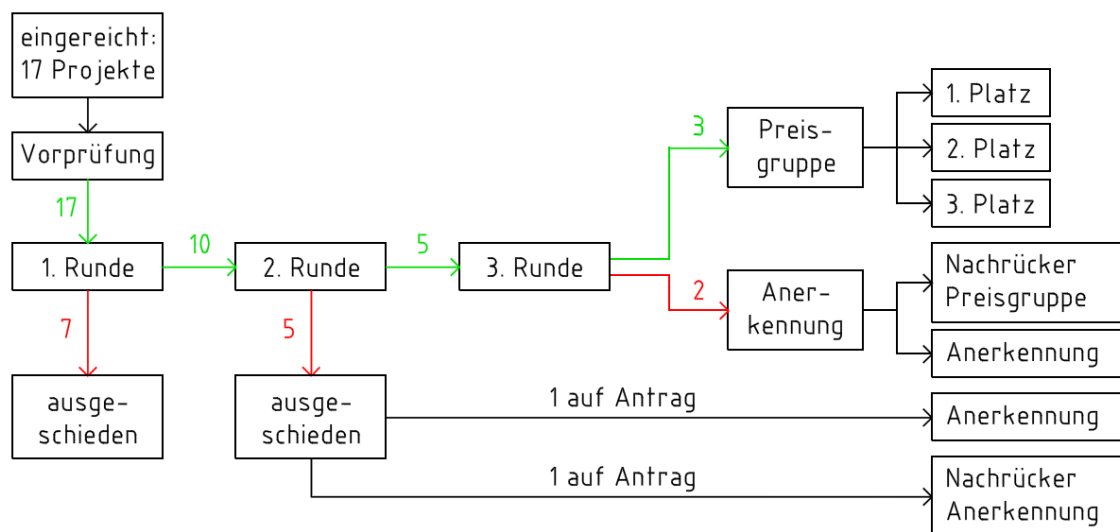 eingereicht:
17 Projekte
Vorprüfung
17
1. Runde
10
2. Runde
5
3. Runde
7
ausge-
schieden
5
ausge-
schieden
3
Preis-
gruppe
1. Platz
2. Platz
3. Platz
2
Aner-
kennung
Nachrücker
Preisgruppe
Anerkennung
1 auf Antrag
Anerkennung
1 auf Antrag
Nachrücker
Anerkennung